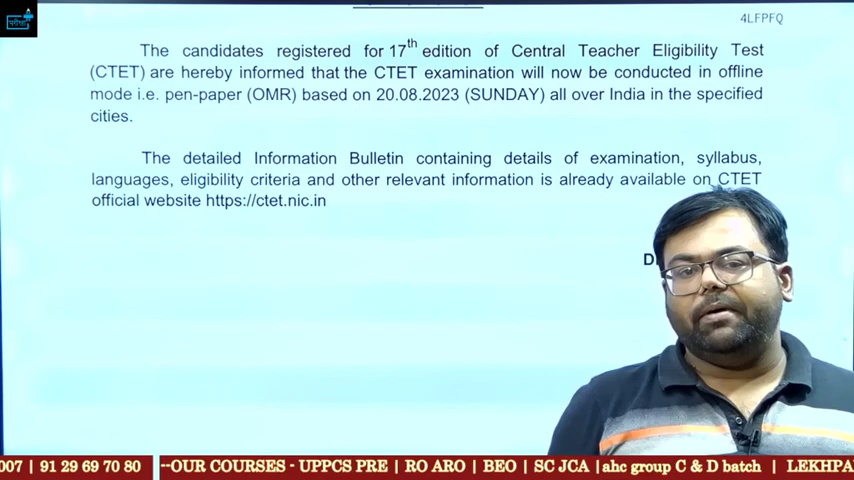 परीक्षा
4LFPFQ
The candidates registered for 17th edition of Central Teacher Eligibility Test
(CTET) are hereby informed that the CTET examination will now be conducted in offline
mode i.e. pen-paper (OMR) based on 20.08.2023 (SUNDAY) all over India in the specified
cities.
The detailed Information Bulletin containing details of examination, syllabus,
languages, eligibility criteria and other relevant information is already available on CTET
official website https://ctet.nic.in
D
007 | 91 29 69 70 80 --OUR COURSES - UPPCS PRE | RO ARO | BEO | SC JCA |ahc group C & D batch | LEKHPA